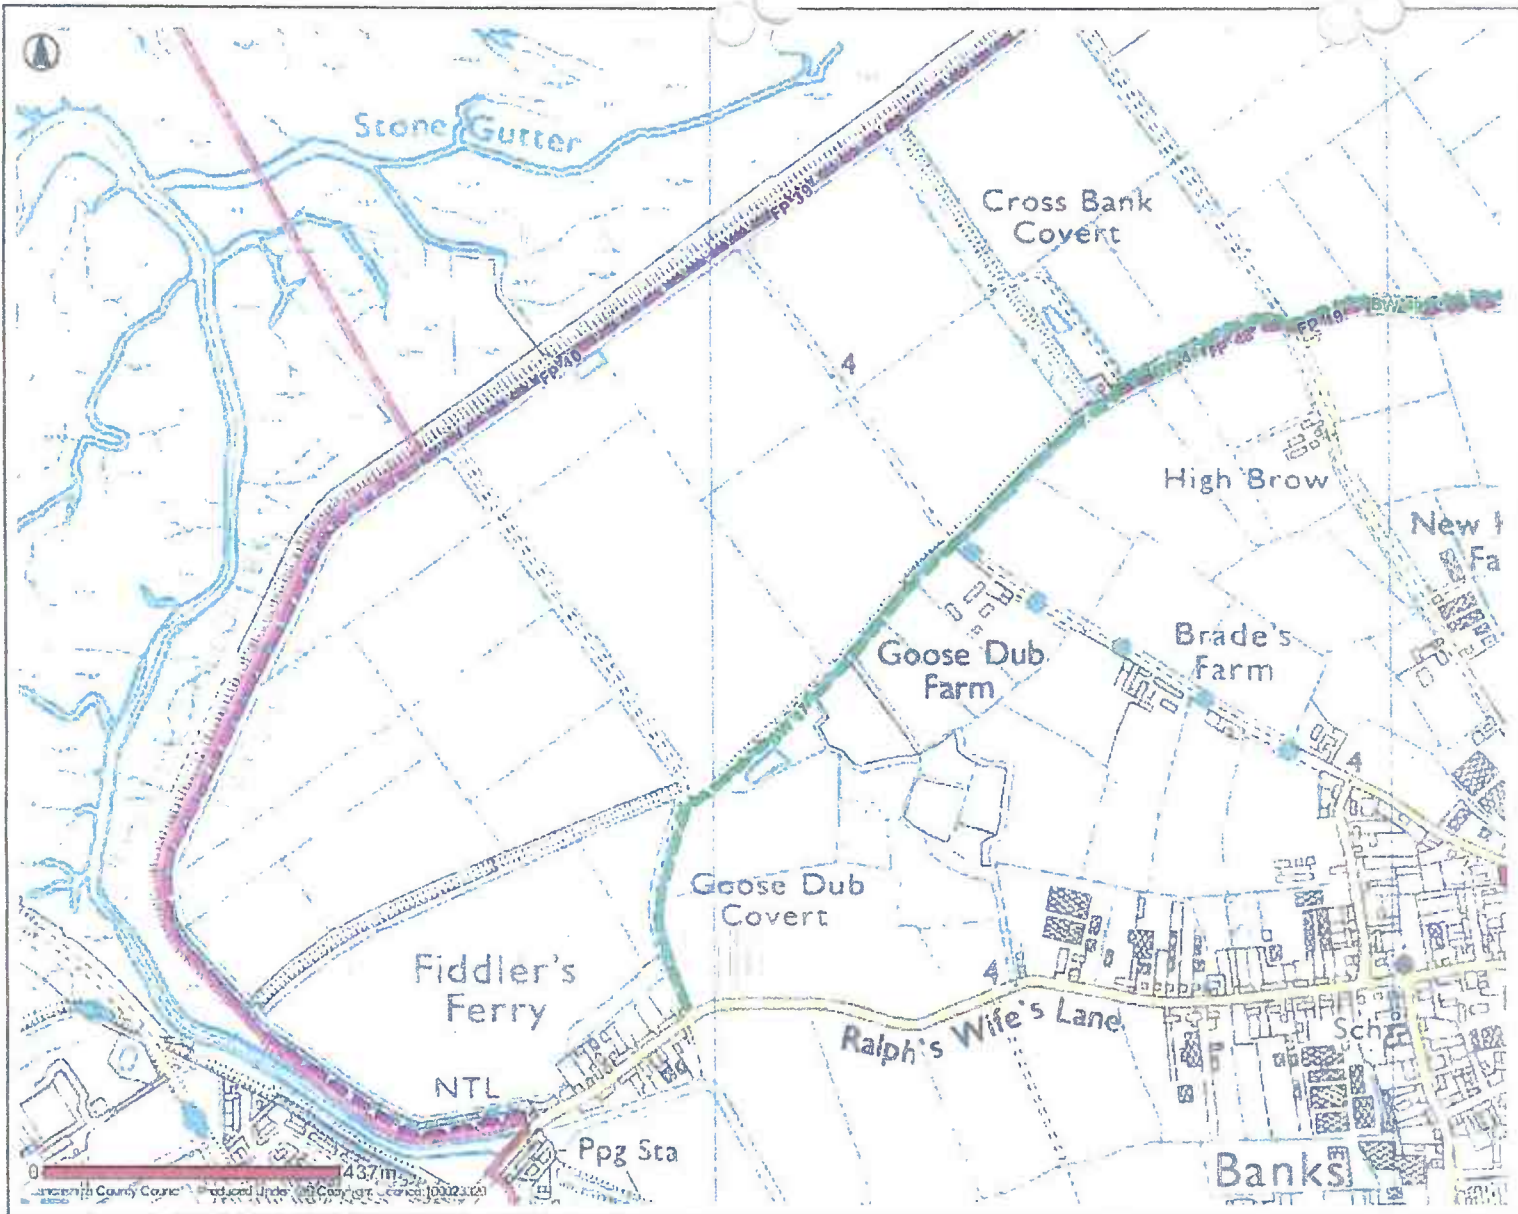 Stone Gutter
Cross Bank
Covert
FP 39
FP 40
4
FP 49
High Brow
New
Fa
Goose Dub
Farm
Brade's
Farm
4
Goose Dub
Covert
Fiddler's
Ferry
4
Ralph's Wife's Lane
Sch
NTL
Ppg Sta
Banks
0 437m
County Council